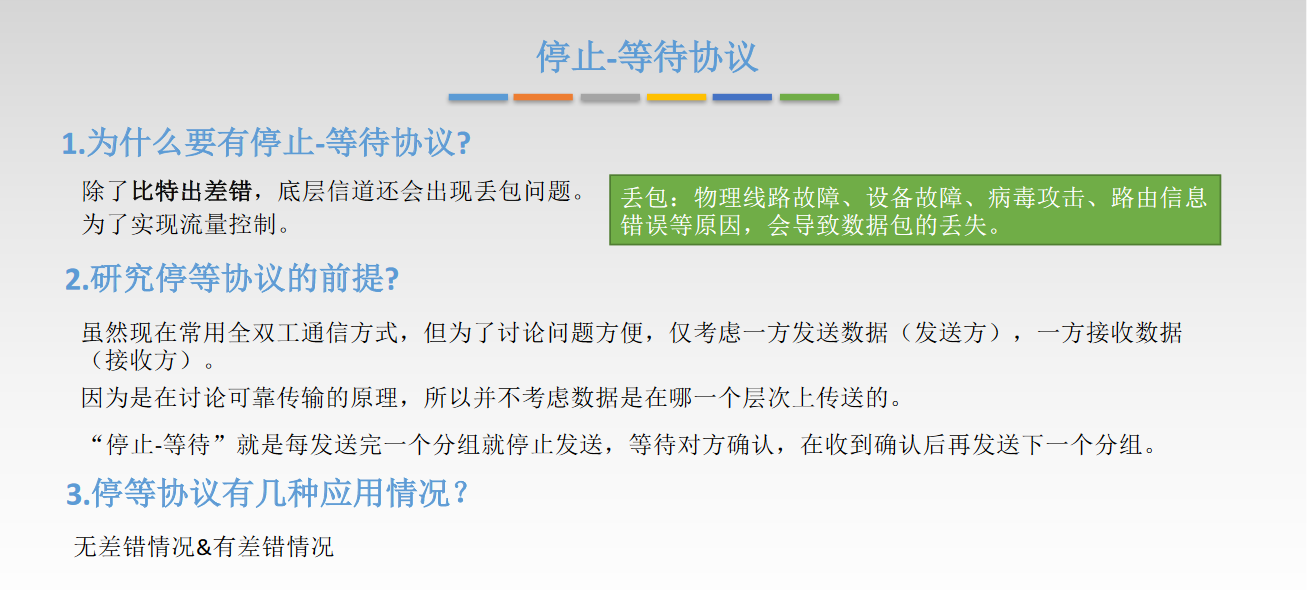 停止-等待协议
1.为什么要有停止-等待协议?
除了比特出差错，底层信道还会出现丢包问题。
为了实现流量控制。
丢包：物理线路故障、设备故障、病毒攻击、路由信息
错误等原因，会导致数据包的丢失。
2.研究停等协议的前提?
虽然现在常用全双工通信方式，但为了讨论问题方便，仅考虑一方发送数据（发送方），一方接收数据
（接收方）。
因为是在讨论可靠传输的原理，所以并不考虑数据是在哪一个层次上传送的。
“停止-等待”就是每发送完一个分组就停止发送，等待对方确认，在收到确认后再发送下一个分组。
3.停等协议有几种应用情况？
无差错情况&有差错情况